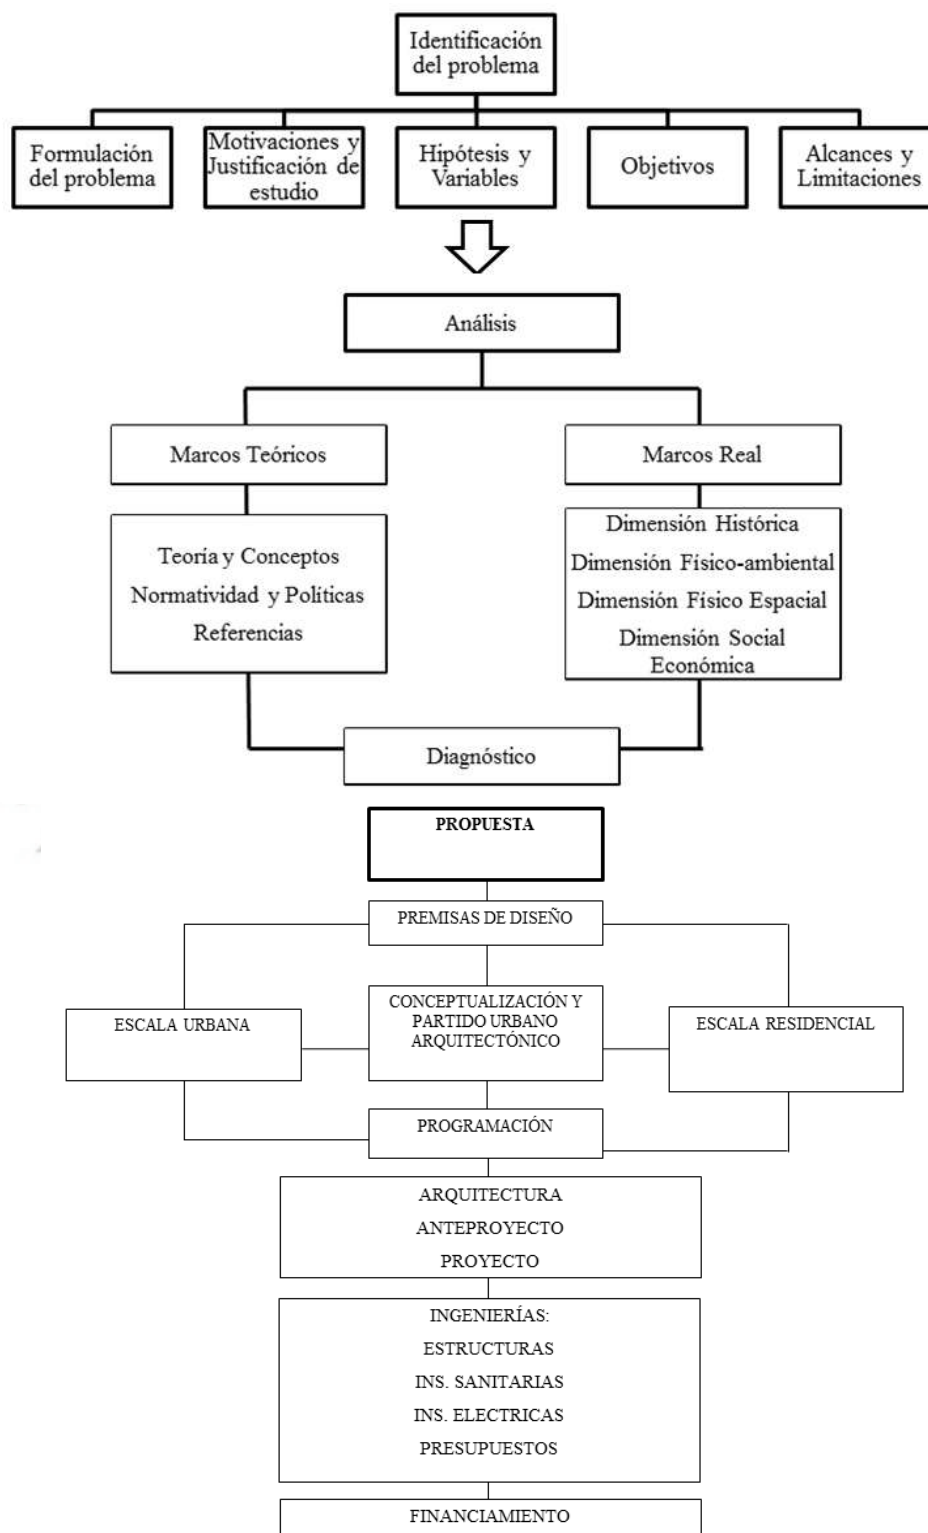 Identificación
del problema
Formulación
del problema
Motivaciones y
Justificación de
estudio
Hipótesis y
Variables
Objetivos
Alcances y
Limitaciones
Análisis
Marcos Teóricos
Marcos Real
Teoría y Conceptos
Normatividad y Políticas
Referencias
Dimensión Histórica
Dimensión Físico-ambiental
Dimensión Físico Espacial
Dimensión Social
Económica
Diagnóstico
PROPUESTA
PREMISAS DE DISEÑO
ESCALA URBANA
CONCEPTUALIZACIÓN Y
PARTIDO URBANO
ARQUITECTÓNICO
ESCALA RESIDENCIAL
PROGRAMACIÓN
ARQUITECTURA
ANTEPROYECTO
PROYECTO
INGENIERÍAS:
ESTRUCTURAS
INS. SANITARIAS
INS. ELECTRICAS
PRESUPUESTOS
FINANCIAMIENTO